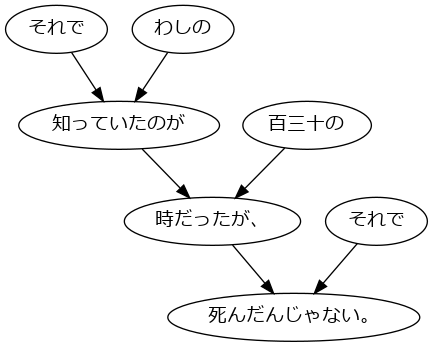 それで
わしの
知っていたのが
百三十の
時だったが、
それで
死んだんじゃない。